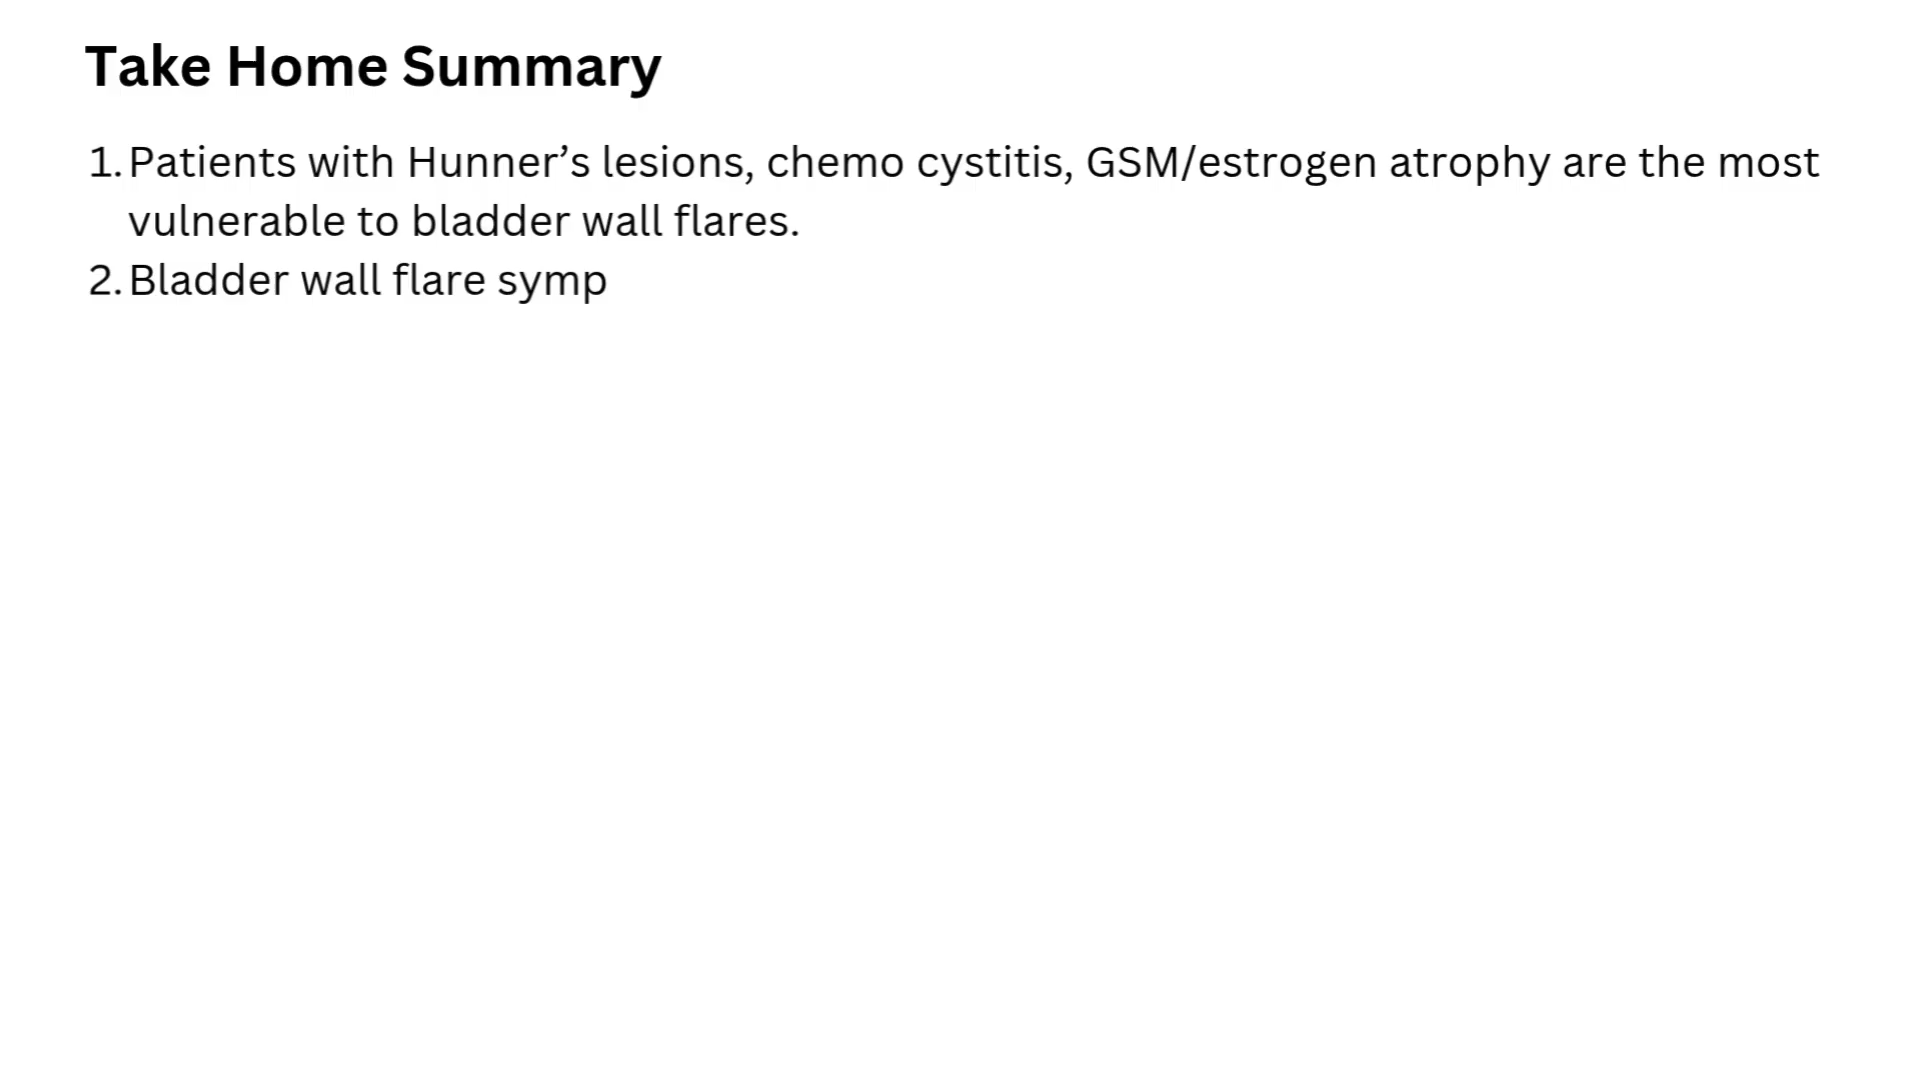 Take Home Summary
1. Patients with Hunner’s lesions, chemo cystitis, GSM/estrogen atrophy are the most
vulnerable to bladder wall flares.
2. Bladder wall flare symp